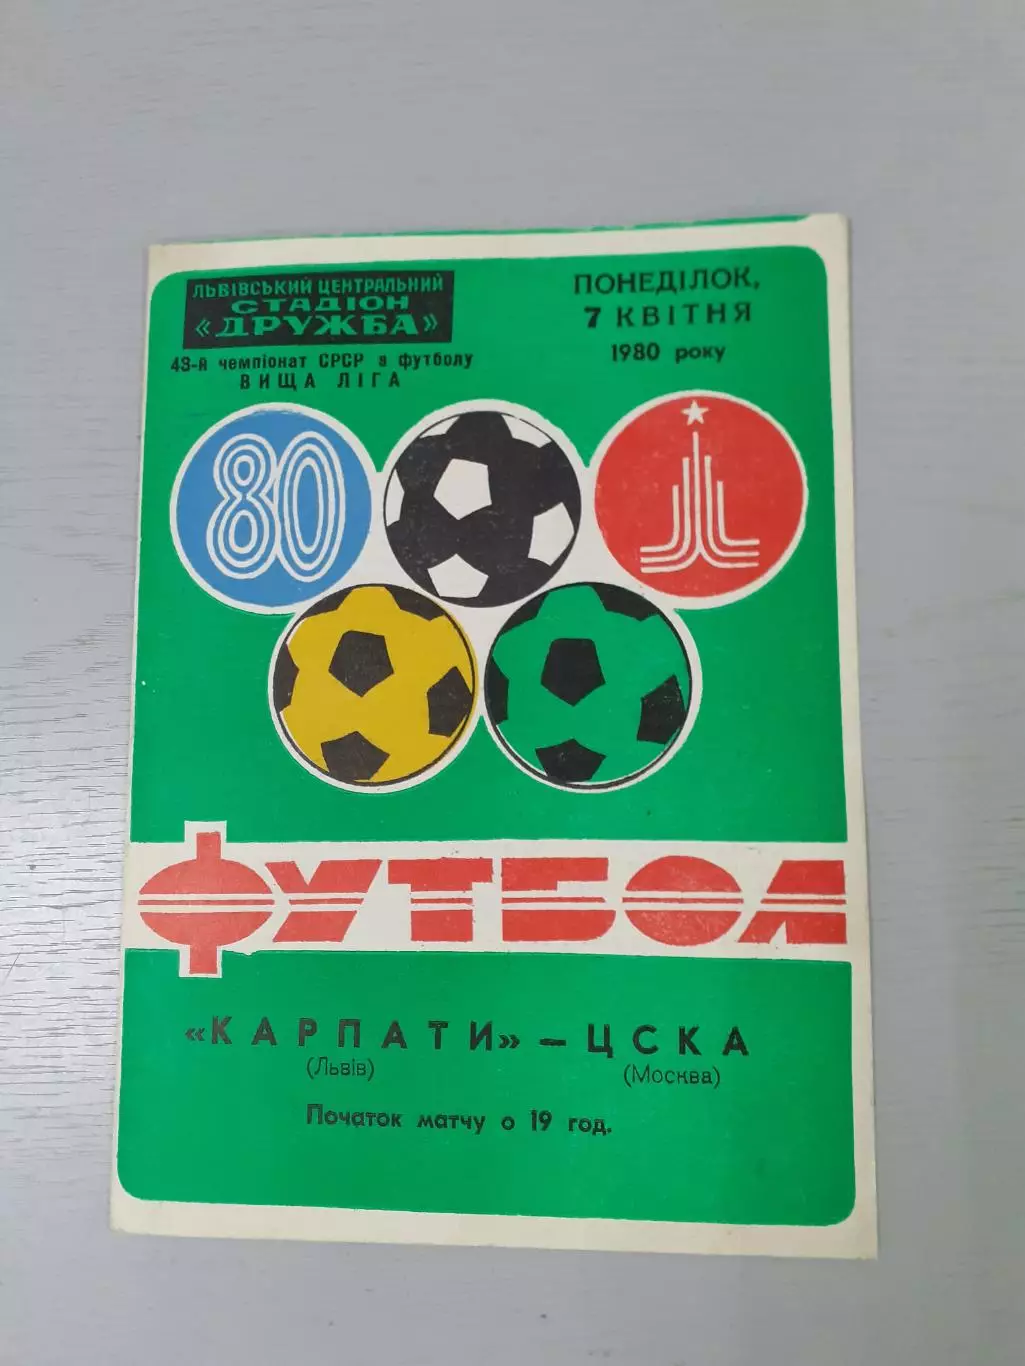 ЛЬВІВСЬКИЙ ЦЕНТРАЛЬНИЙ
СТАДІОН
«ДРУЖБА»
43-й чемпіонат СРСР з футболу
ВИЩА ЛІГА
ПОНЕДІЛОК,
7 КВІТНЯ
1980 року
80
ФУТБОЛ
«КАРПАТИ» – ЦСКА
(Львів) (Москва)
Початок матчу о 19 год.